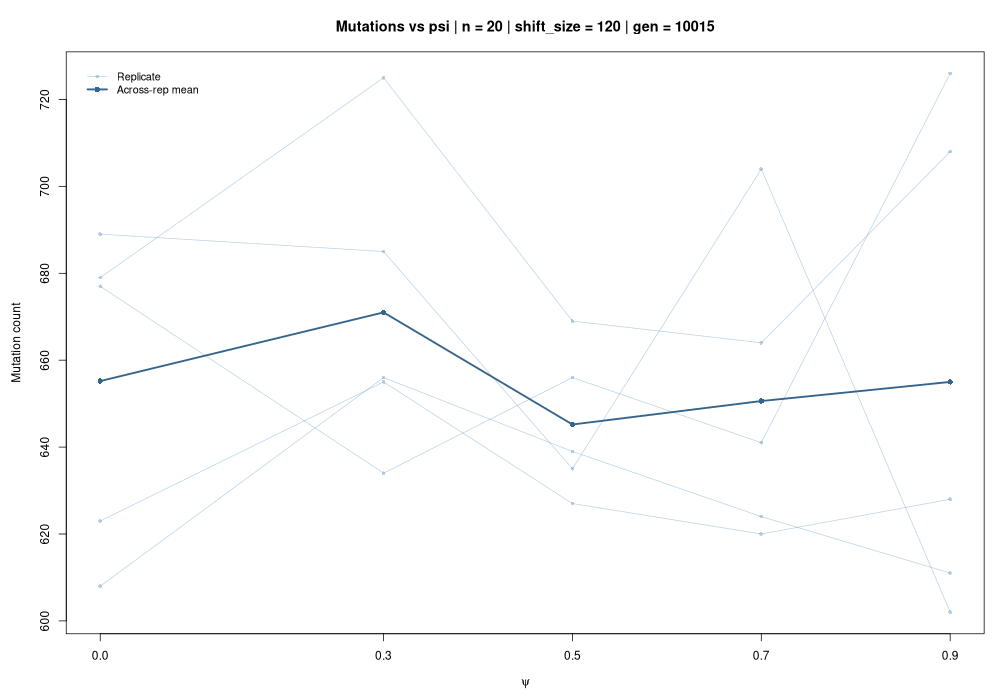 Mutations vs psi | n = 20 | shift_size = 120 | gen = 10015
Replicate
Across-rep mean
720
700
680
660
640
620
600
Mutation count
0.0 0.3 0.5 0.7 0.9
ψ